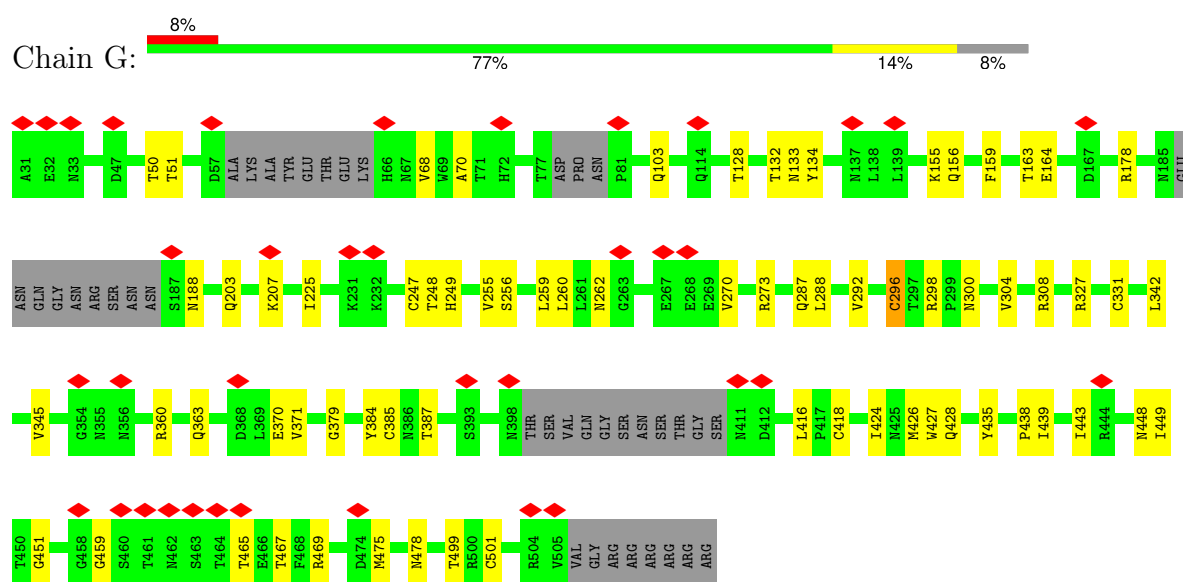 8%
Chain G:
77% 14% 8%
A31 E32 N33 D47 T50 T51 D57 ALA LYS ALA TYR GLU THR GLU LYS H66 N67 V68 W69 A70 T71 H72 T77 ASP PRO ASN P81 Q103 Q114 T128 T132 N133 Y134 N137 L138 L139 K155 Q156 F159 T163 E164 D167 R178 N185 GLU
ASN GLN GLY ASN ARG SER ASN ASN S187 N188 Q203 K207 I225 K231 K232 C247 T248 H249 V255 S256 L259 L260 L261 N262 G263 E267 E268 E269 V270 R273 Q287 L288 V292 C296 T297 R298 P299 N300 V304 R308 R327 C331 L342
V345 G354 N355 N356 R360 Q363 D368 L369 E370 V371 G379 Y384 C385 N386 T387 S393 N398 THR SER VAL GLN GLY SER ASN SER THR GLY SER N411 D412 L416 P417 C418 I424 N425 M426 W427 Q428 Y435 P438 I439 I443 R444 N448 I449
T450 G451 G458 G459 S460 T461 N462 S463 T464 T465 E466 T467 F468 R469 D474 M475 N478 T499 R500 C501 R504 V505 VAL GLY ARG ARG ARG ARG ARG ARG